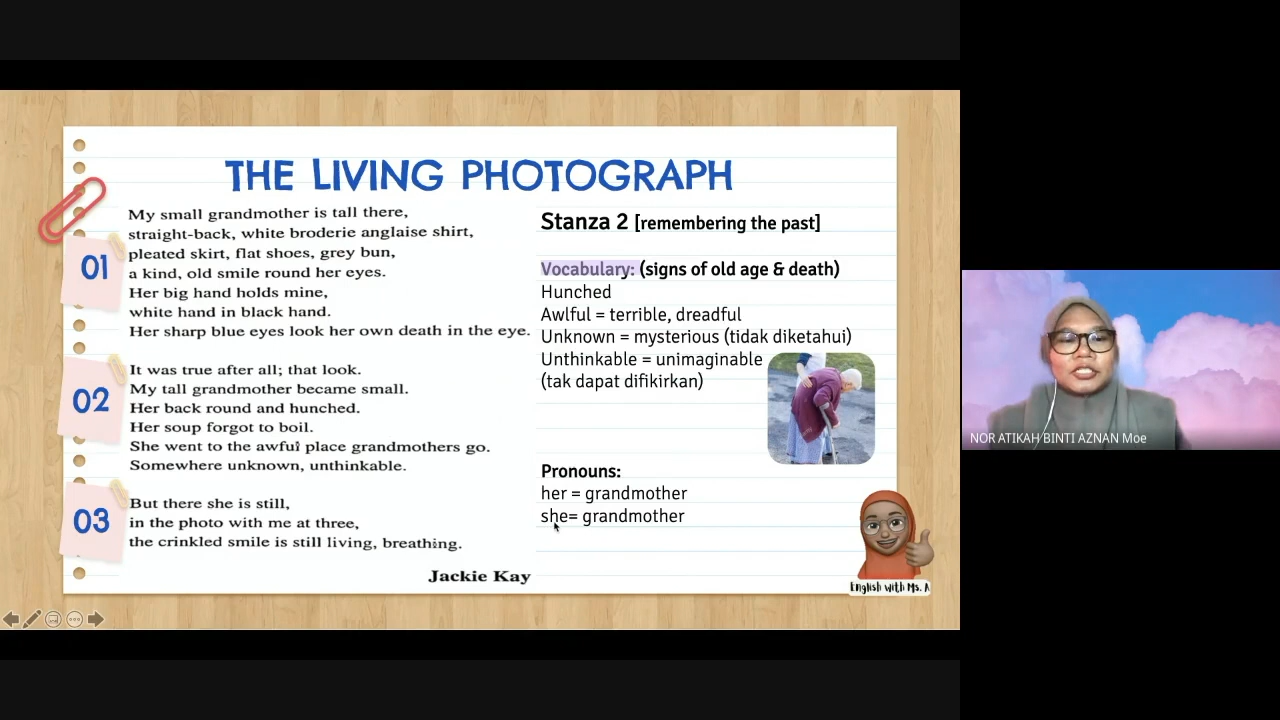 THE LIVING PHOTOGRAPH
01
My small grandmother is tall there,
straight-back, white broderie anglaise shirt,
pleated skirt, flat shoes, grey bun,
a kind, old smile round her eyes.
Her big hand holds mine,
white hand in black hand.
Her sharp blue eyes look her own death in the eye.
02
It was true after all; that look.
My tall grandmother became small.
Her back round and hunched.
Her soup forgot to boil.
She went to the awful place grandmothers go.
Somewhere unknown, unthinkable.
03
But there she is still,
in the photo with me at three,
the crinkled smile is still living, breathing.
Jackie Kay
Stanza 2 [remembering the past]
Vocabulary: (signs of old age & death)
Hunched
Awlful = terrible, dreadful
Unknown = mysterious (tidak diketahui)
Unthinkable = unimaginable
(tak dapat difikirkan)
Pronouns:
her = grandmother
she= grandmother
English with Ms. A
NOR ATIKAH BINTI AZNAN Moe